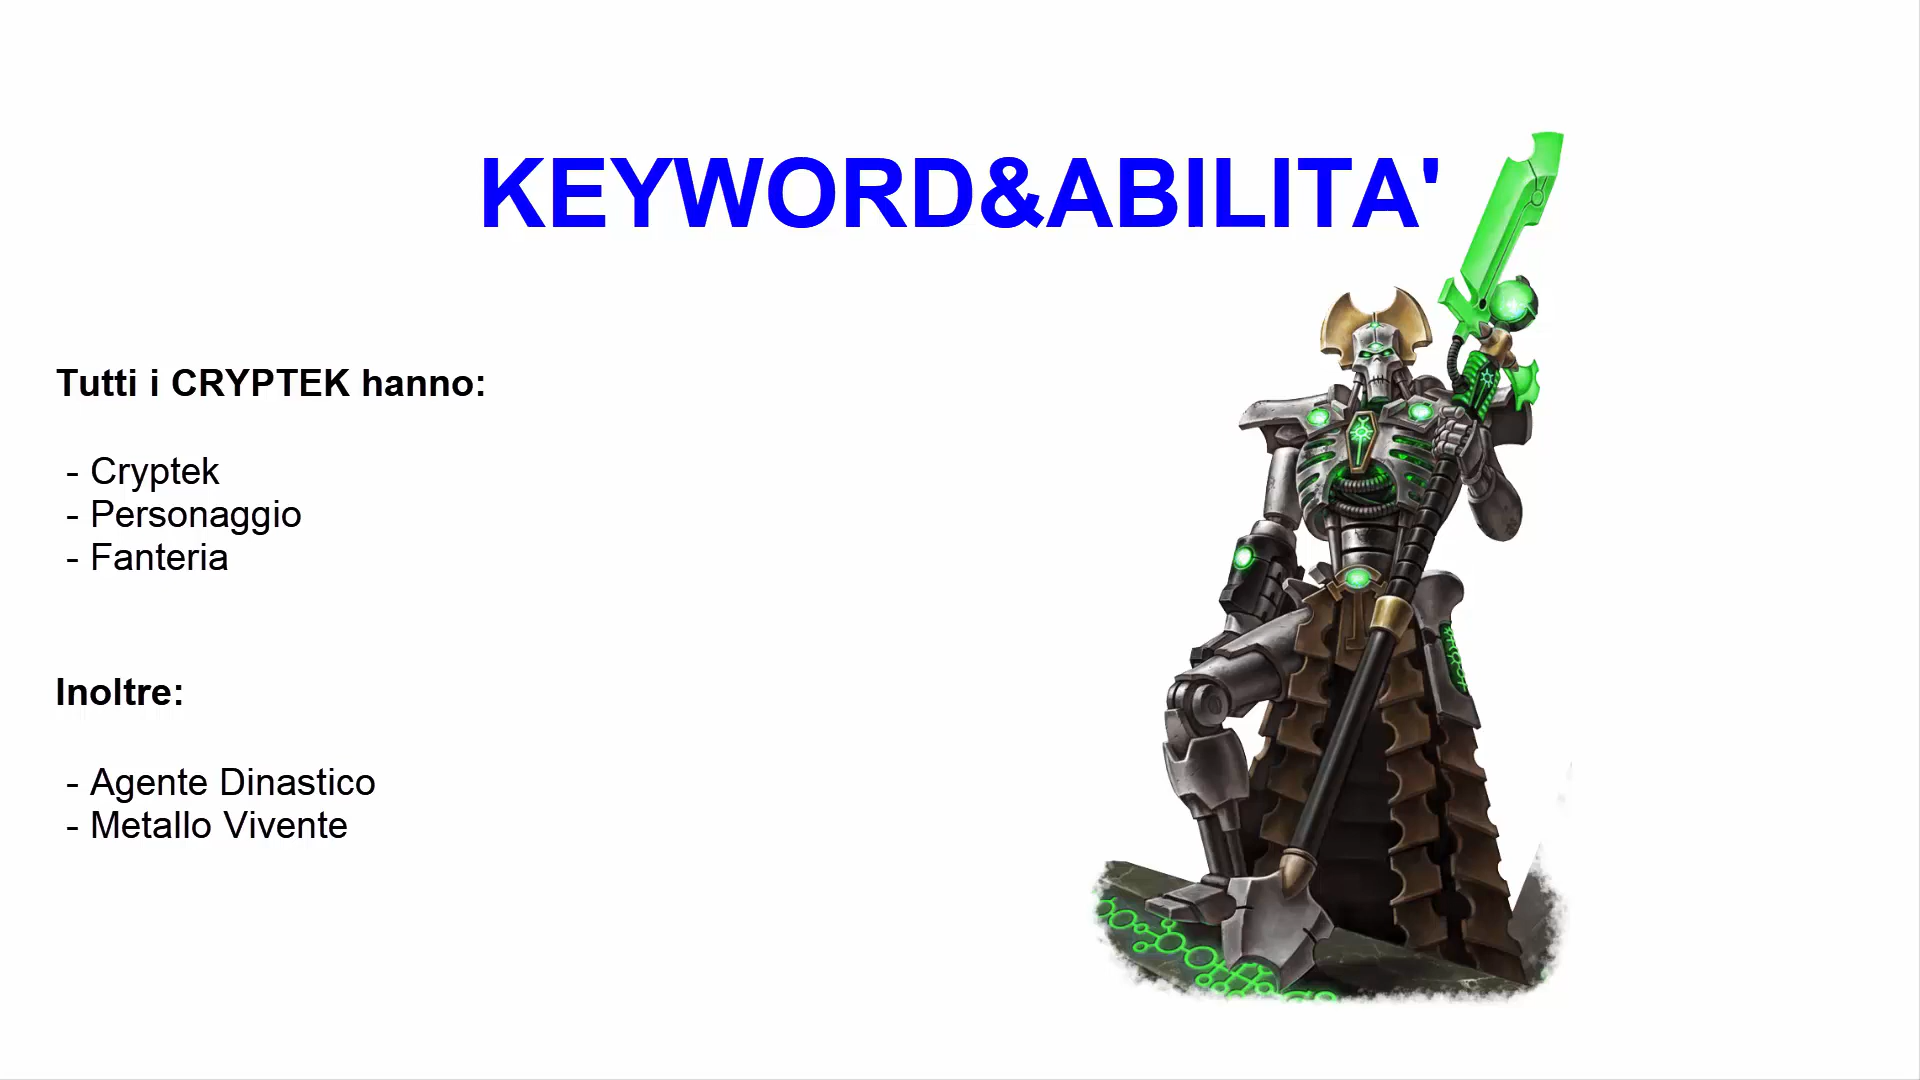 KEYWORD&ABILITA'
Tutti i CRYPTEK hanno:
- Cryptek
- Personaggio
- Fanteria
Inoltre:
- Agente Dinastico
- Metallo Vivente